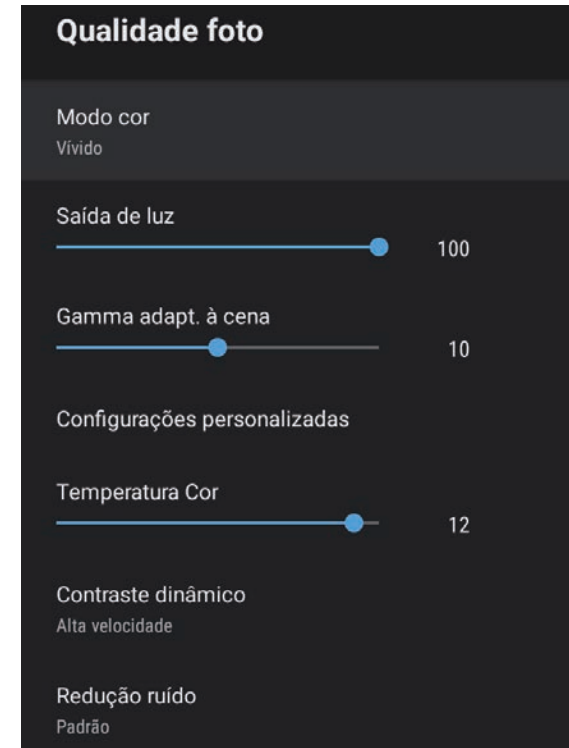 Qualidade foto
Modo cor
Vívido
Saída de luz
100
Gamma adapt. à cena
10
Configurações personalizadas
Temperatura Cor
12
Contraste dinâmico
Alta velocidade
Redução ruído
Padrão